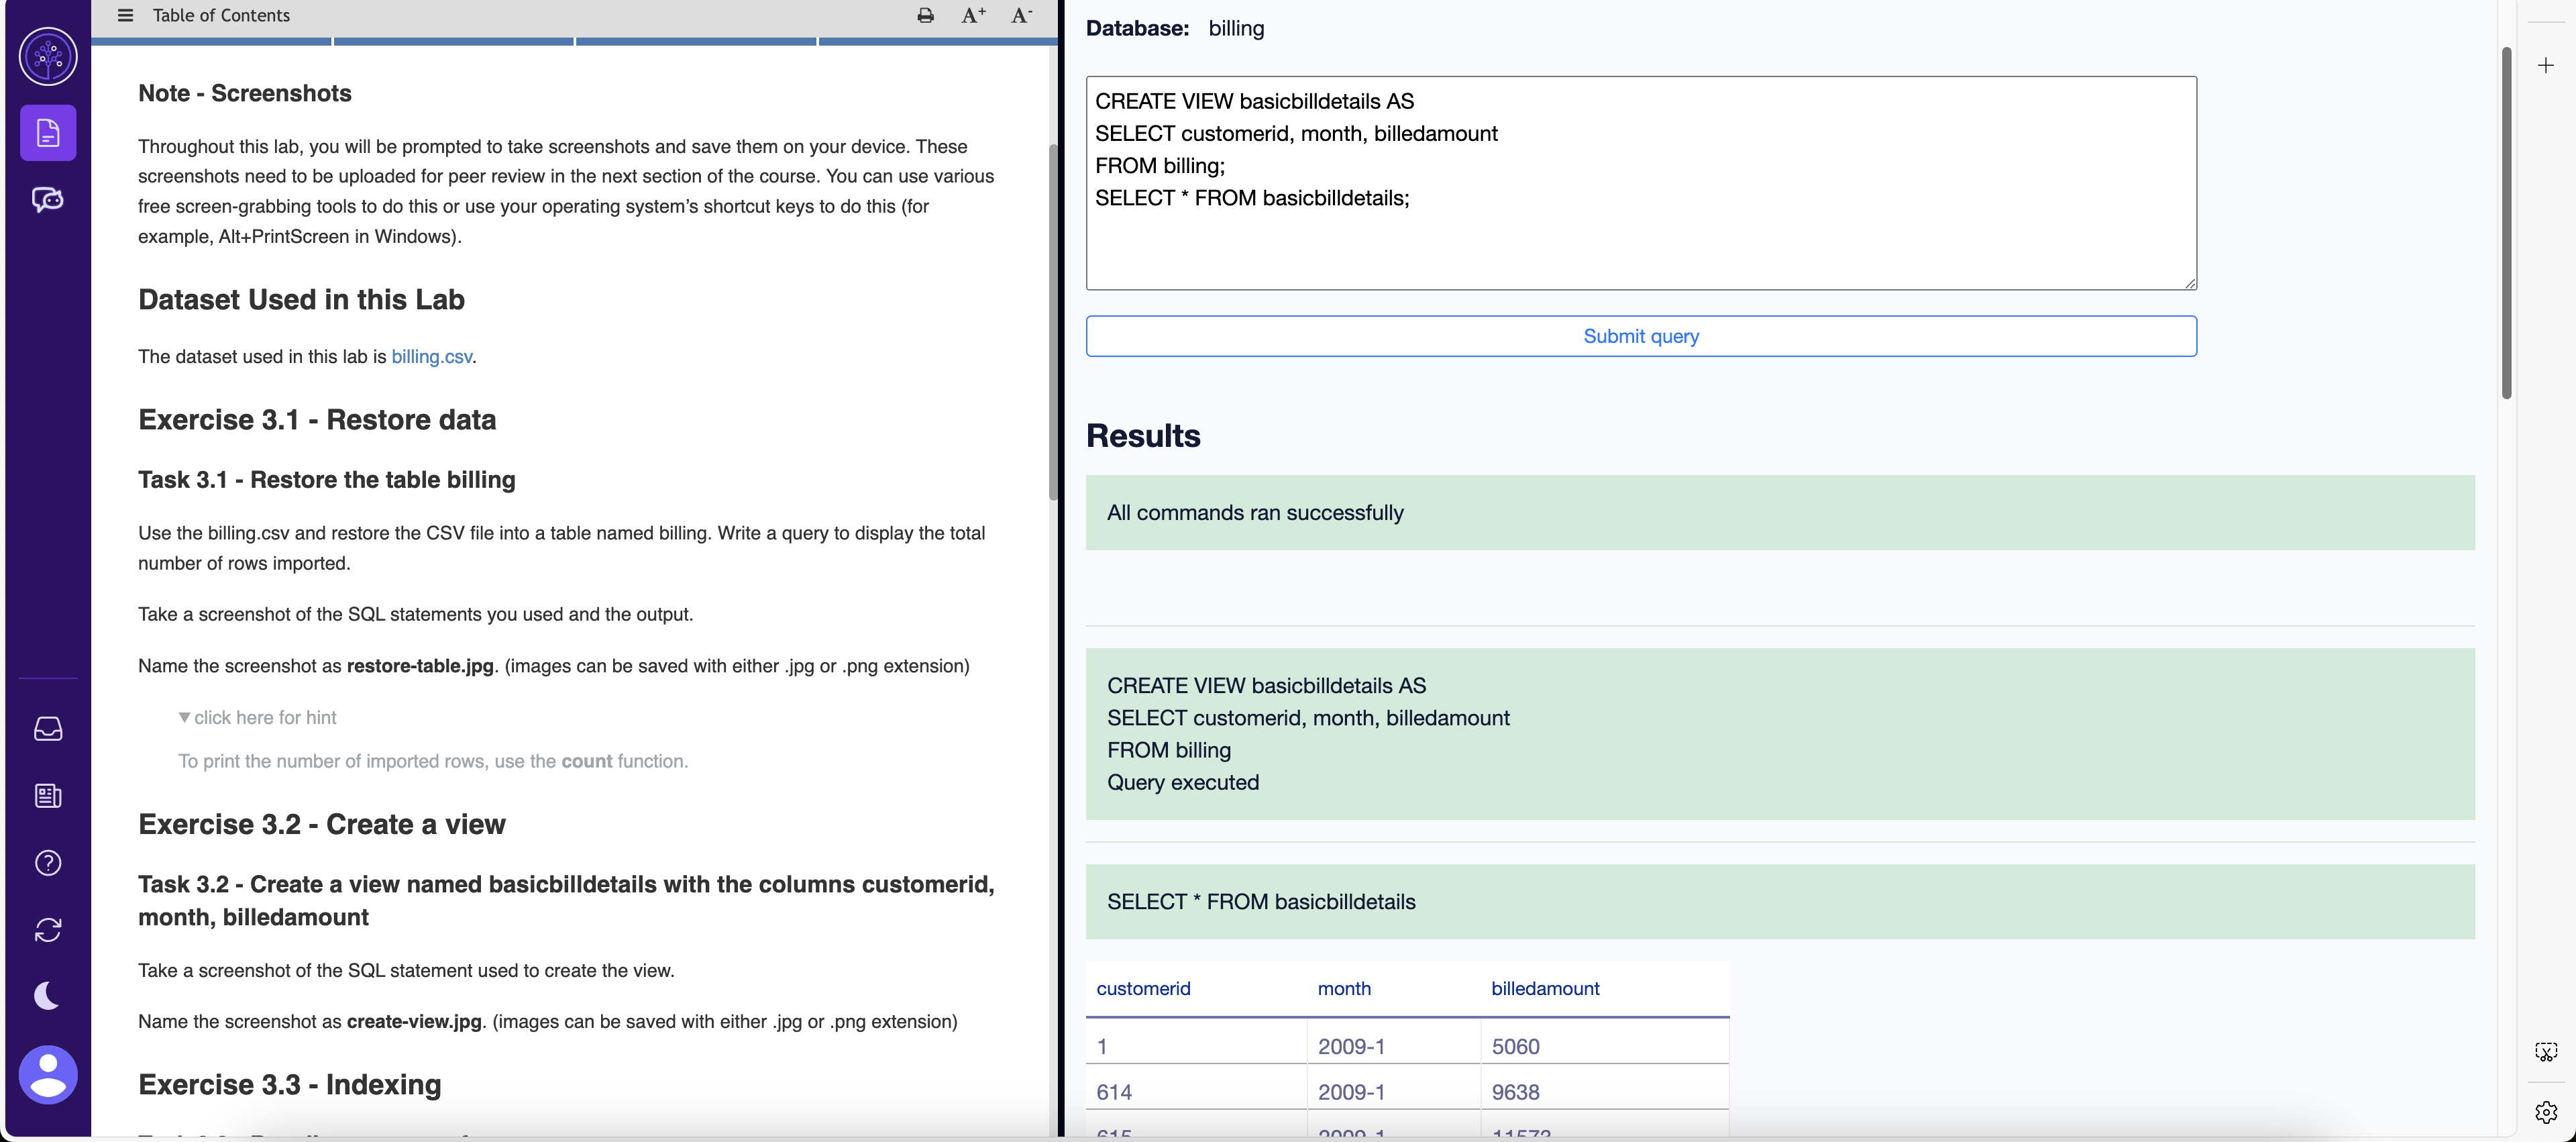 Table of Contents
A+
A-
Note - Screenshots
Throughout this lab, you will be prompted to take screenshots and save them on your device. These
screenshots need to be uploaded for peer review in the next section of the course. You can use various
free screen-grabbing tools to do this or use your operating system's shortcut keys to do this (for
example, Alt+PrintScreen in Windows).
Dataset Used in this Lab
The dataset used in this lab is billing.csv.
Exercise 3.1 - Restore data
Task 3.1 - Restore the table billing
Use the billing.csv and restore the CSV file into a table named billing. Write a query to display the total
number of rows imported.
Take a screenshot of the SQL statements you used and the output.
Name the screenshot as restore-table.jpg. (images can be saved with either .jpg or .png extension)
▼ click here for hint
To print the number of imported rows, use the count function.
Exercise 3.2 - Create a view
Task 3.2 - Create a view named basicbilldetails with the columns customerid,
month, billedamount
Take a screenshot of the SQL statement used to create the view.
Name the screenshot as create-view.jpg. (images can be saved with either .jpg or .png extension)
Exercise 3.3 - Indexing
Database: billing
CREATE VIEW basicbilldetails AS
SELECT customerid, month, billedamount
FROM billing;
SELECT * FROM basicbilldetails;
Submit query
Results
All commands ran successfully
CREATE VIEW basicbilldetails AS
SELECT customerid, month, billedamount
FROM billing
Query executed
SELECT * FROM basicbilldetails
customerid month billedamount
1 2009-1 5060
614 2009-1 9638
615 2009-1 11573